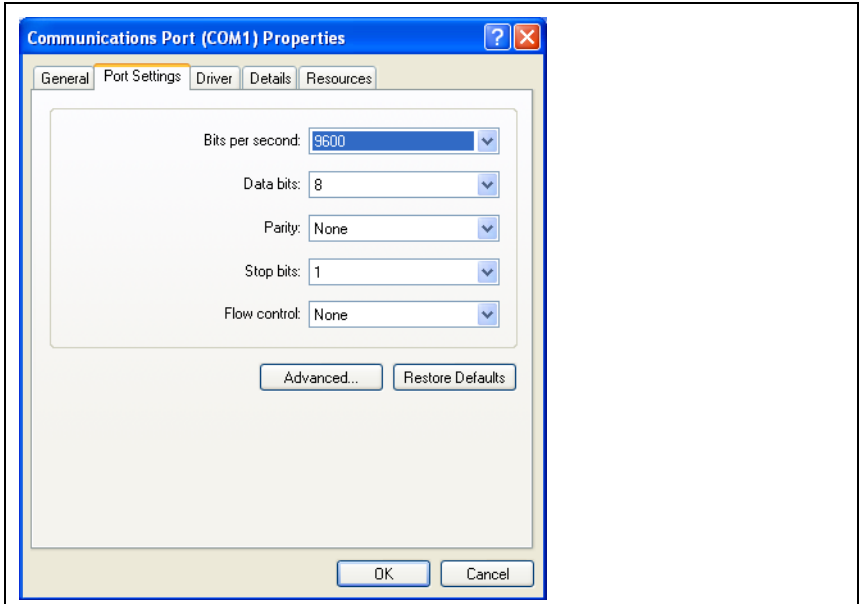 Communications Port (COM1) Properties
General Port Settings Driver Details Resources
Bits per second: 9600
Data bits: 8
Parity: None
Stop bits: 1
Flow control: None
Advanced... Restore Defaults
OK Cancel